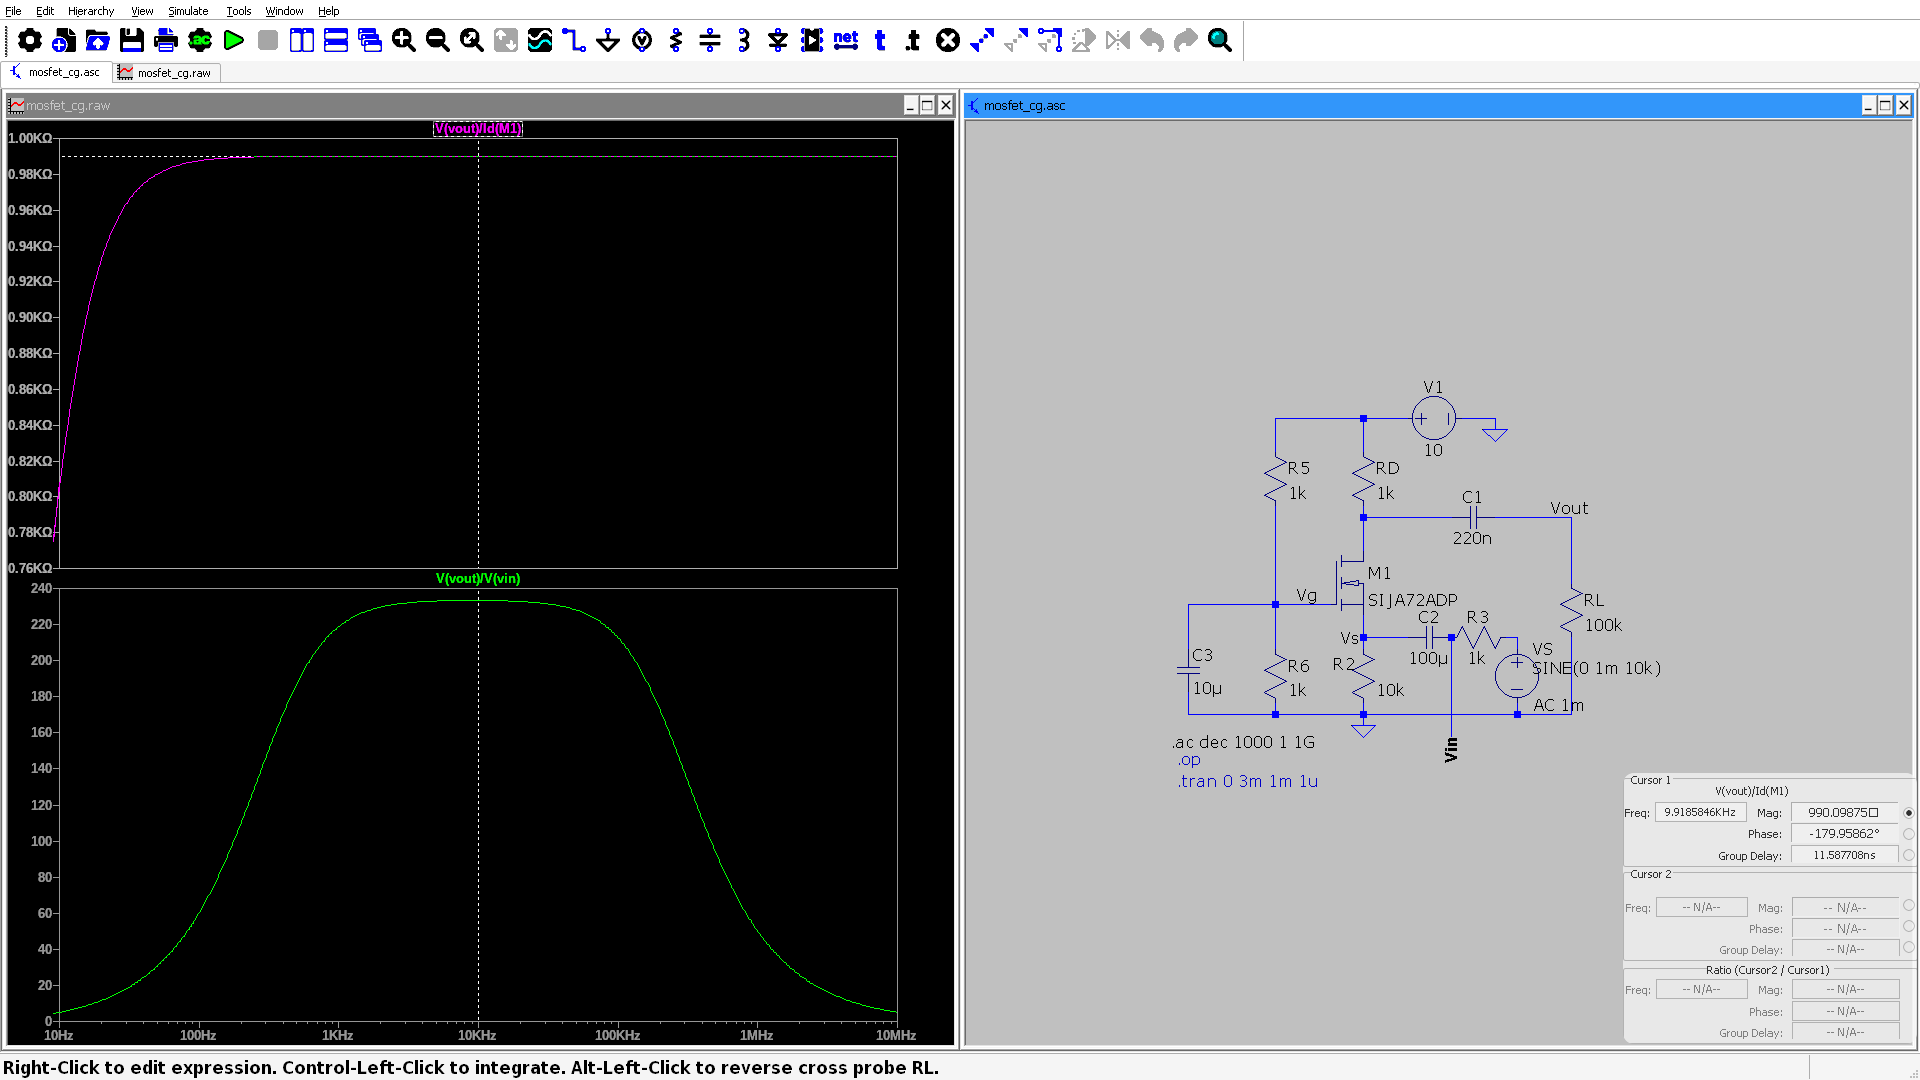 File Edit Hierarchy View Simulate Tools Window Help
.ac
net
t
.t
mosfet_cg.asc
mosfet_cg.raw
mosfet_cg.raw
V(vout)/Id(M1)
1.00KΩ
0.98KΩ
0.96KΩ
0.94KΩ
0.92KΩ
0.90KΩ
0.88KΩ
0.86KΩ
0.84KΩ
0.82KΩ
0.80KΩ
0.78KΩ
0.76KΩ
V(vout)/V(vin)
240
220
200
180
160
140
120
100
80
60
40
20
0
10Hz 100Hz 1KHz 10KHz 100KHz 1MHz 10MHz
mosfet_cg.asc
V1
10
R5
1k
RD
1k
C1
220n
Vout
M1
SIJA72ADP
Vg
RL
100k
C2
100µ
R3
1k
Vs
VS
SINE(0 1m 10k)
AC 1m
C3
10µ
R6
1k
R2
10k
Vin
.ac dec 1000 1 1G
.op
.tran 0 3m 1m 1u
Cursor 1
V(vout)/Id(M1)
Freq: 9.9185846KHz Mag: 990.09875□
Phase: -179.95862°
Group Delay: 11.587708ns
Cursor 2
Freq: -- N/A-- Mag: -- N/A--
Phase: -- N/A--
Group Delay: -- N/A--
Ratio (Cursor2 / Cursor1)
Freq: -- N/A-- Mag: -- N/A--
Phase: -- N/A--
Group Delay: -- N/A--
Right-Click to edit expression. Control-Left-Click to integrate. Alt-Left-Click to reverse cross probe RL.